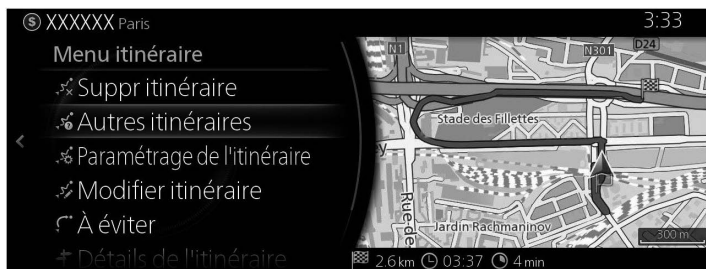 S XXXXXX Paris 3:33
Menu itinéraire
Suppr itinéraire
Autres itinéraires
Paramétrage de l'itinéraire
Modifier itinéraire
À éviter
Détails de l'itinéraire
N1
N301
D24
Stade des Fillettes
y
Rue-de-
Jardin Rachmaninov
300 m
2.6 km 03:37 4 min